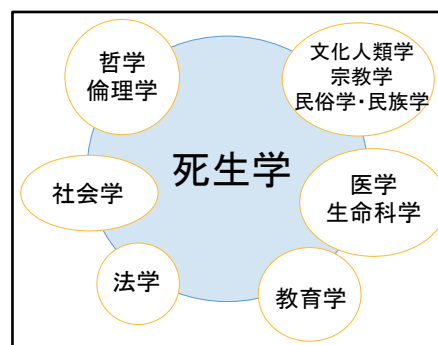 哲学
倫理学
文化人類学
宗教学
民俗学・民族学
死生学
社会学
医学
生命科学
法学
教育学